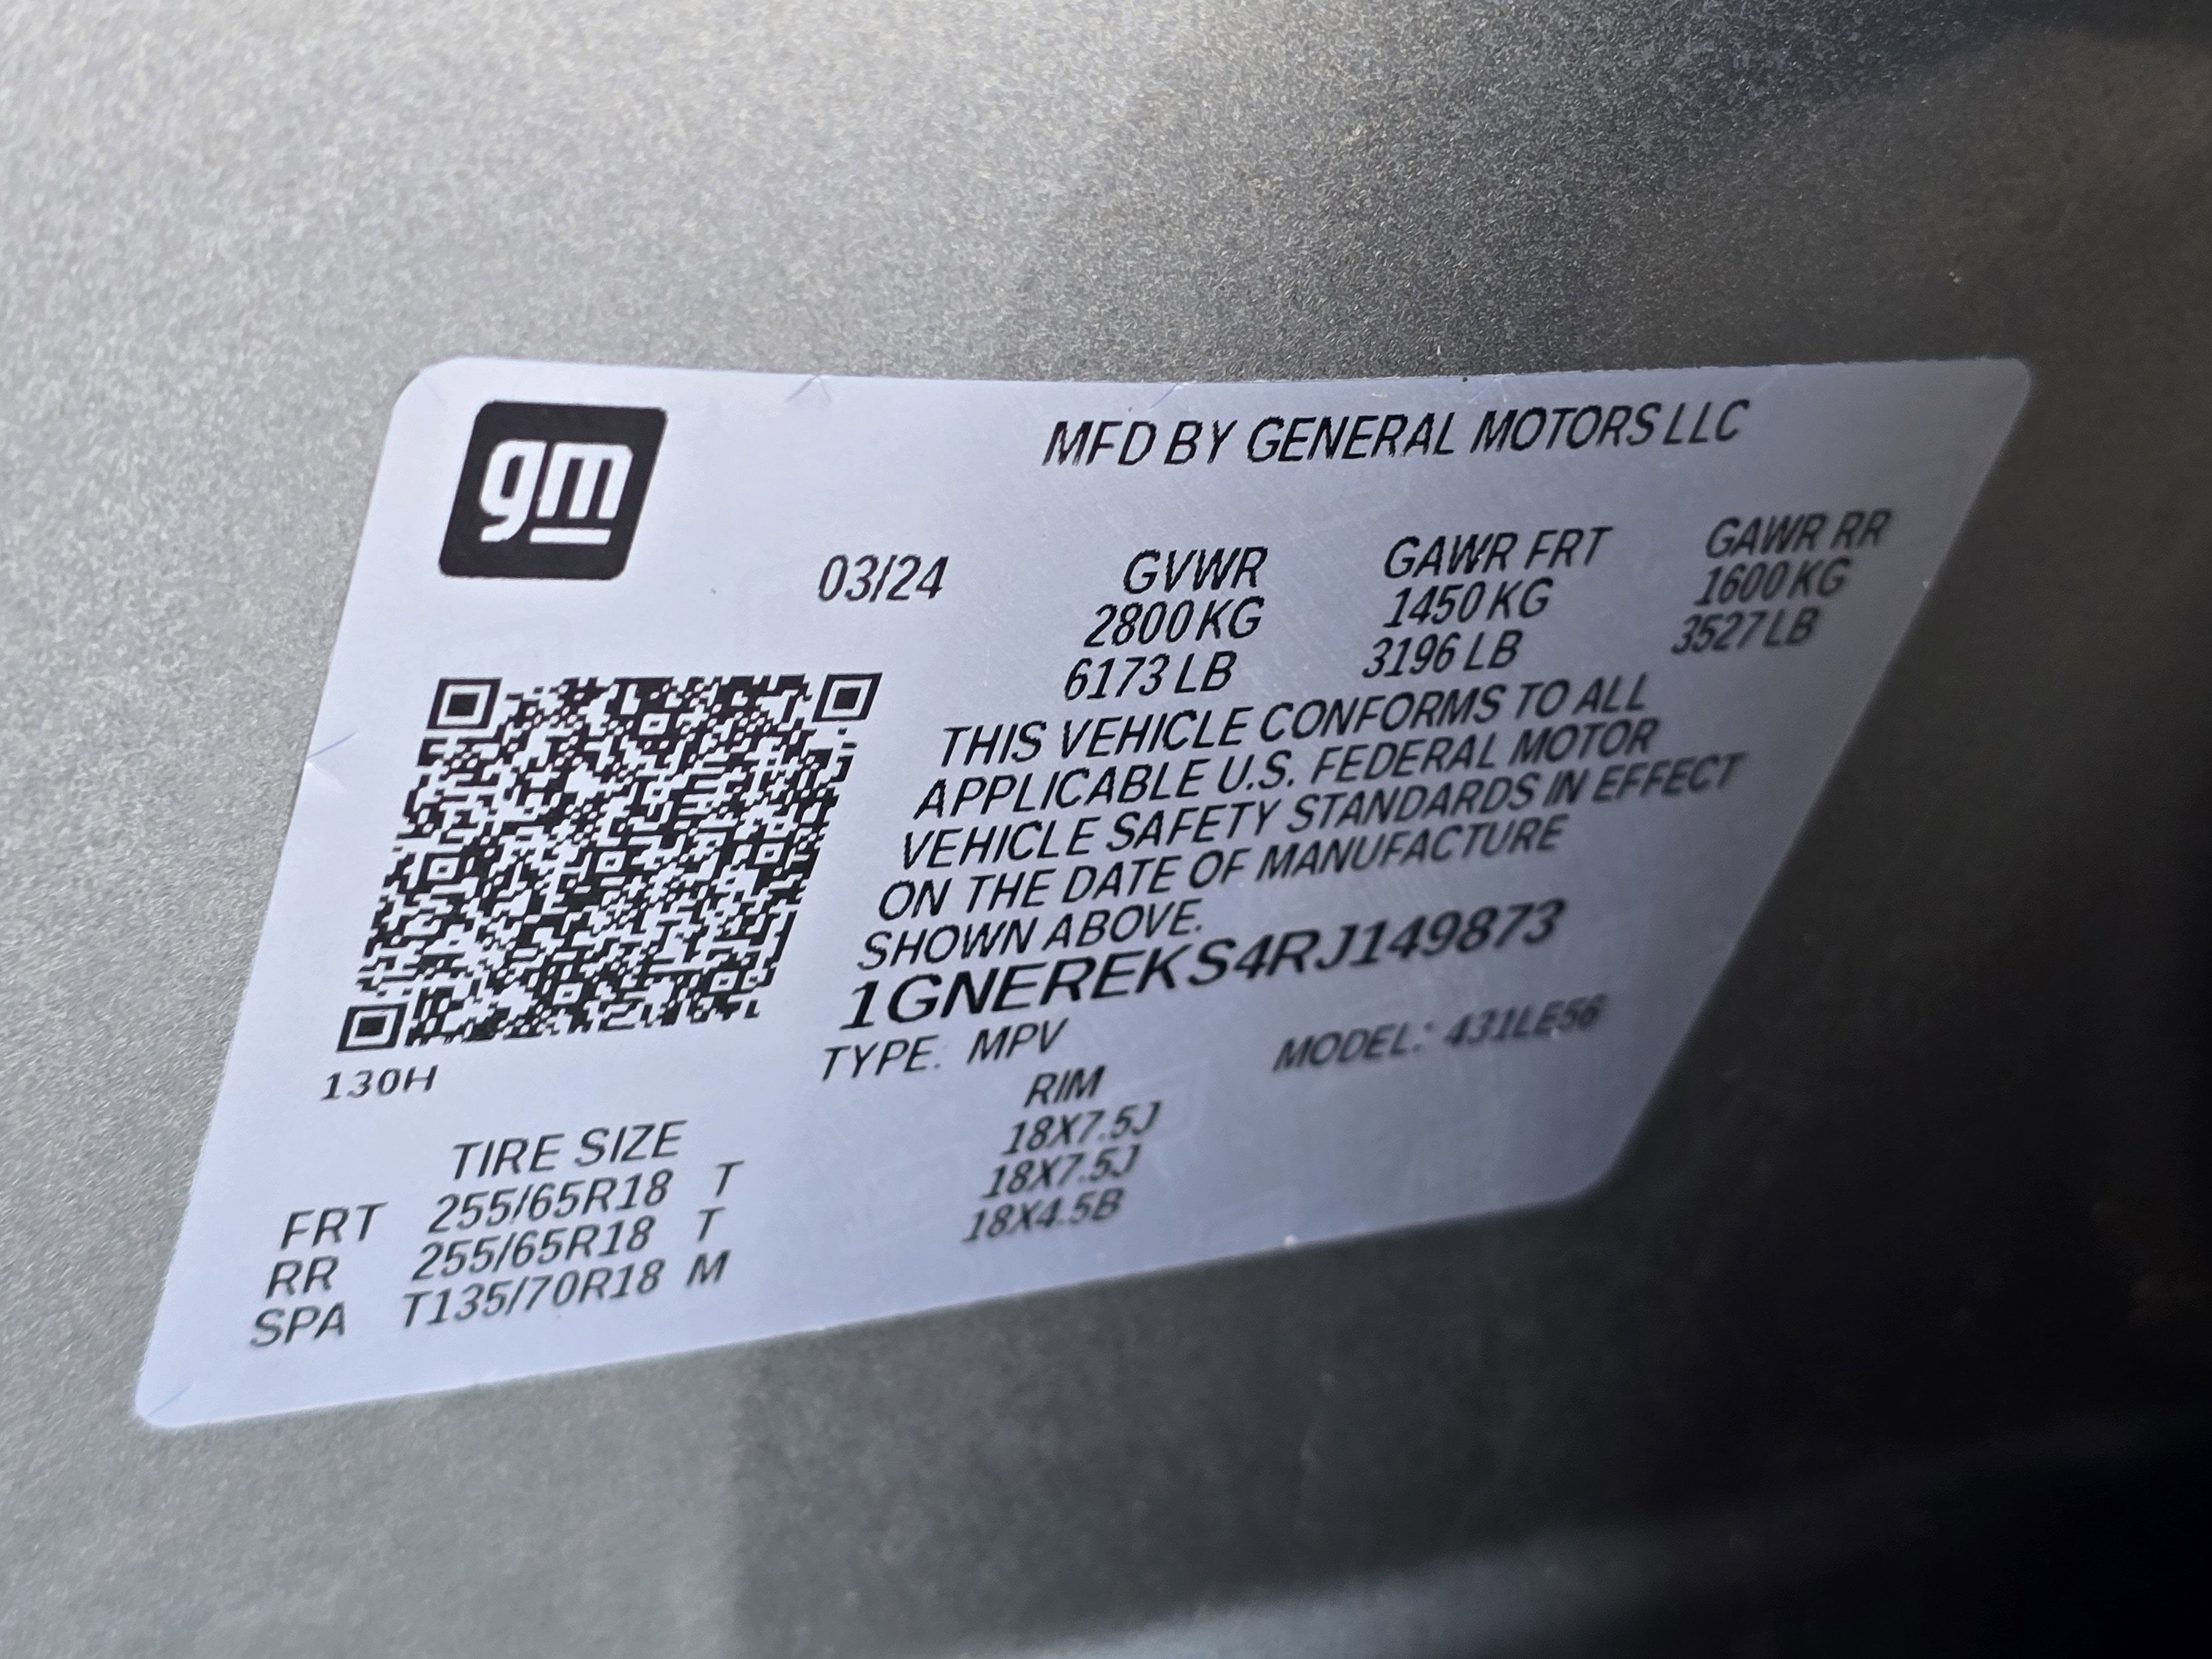 gm
MFD BY GENERAL MOTORS LLC
03/24 GVWR GAWR FRT GAWR RR
2800 KG 1450 KG 1600 KG
6173 LB 3196 LB 3527 LB
THIS VEHICLE CONFORMS TO ALL
APPLICABLE U.S. FEDERAL MOTOR
VEHICLE SAFETY STANDARDS IN EFFECT
ON THE DATE OF MANUFACTURE
SHOWN ABOVE.
1GNEREKS4RJ149873
TYPE: MPV MODEL: 431LE56
130H
TIRE SIZE RIM
FRT 255/65R18 T 18X7.5J
RR 255/65R18 T 18X7.5J
SPA T135/70R18 M 18X4.5B